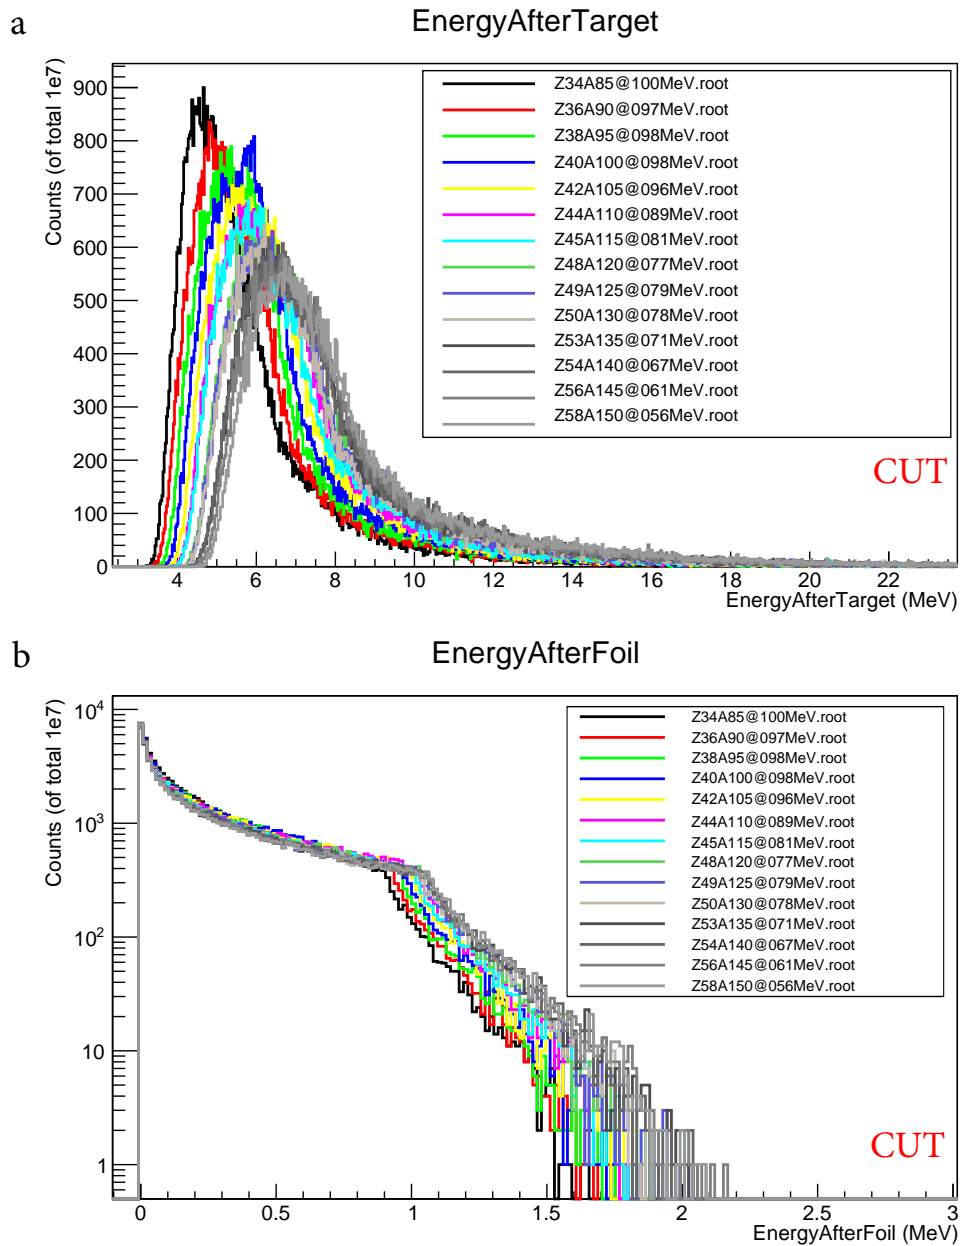 a
EnergyAfterTarget
Counts (of total 1e7)
900
800
700
600
500
400
300
200
100
0
Z34A85@100MeV.root
Z36A90@097MeV.root
Z38A95@098MeV.root
Z40A100@098MeV.root
Z42A105@096MeV.root
Z44A110@089MeV.root
Z45A115@081MeV.root
Z48A120@077MeV.root
Z49A125@079MeV.root
Z50A130@078MeV.root
Z53A135@071MeV.root
Z54A140@067MeV.root
Z56A145@061MeV.root
Z58A150@056MeV.root
CUT
4 6 8 10 12 14 16 18 20 22
EnergyAfterTarget (MeV)
b
EnergyAfterFoil
Counts (of total 1e7)
10⁴
10³
10²
10
1
Z34A85@100MeV.root
Z36A90@097MeV.root
Z38A95@098MeV.root
Z40A100@098MeV.root
Z42A105@096MeV.root
Z44A110@089MeV.root
Z45A115@081MeV.root
Z48A120@077MeV.root
Z49A125@079MeV.root
Z50A130@078MeV.root
Z53A135@071MeV.root
Z54A140@067MeV.root
Z56A145@061MeV.root
Z58A150@056MeV.root
CUT
0 0.5 1 1.5 2 2.5 3
EnergyAfterFoil (MeV)